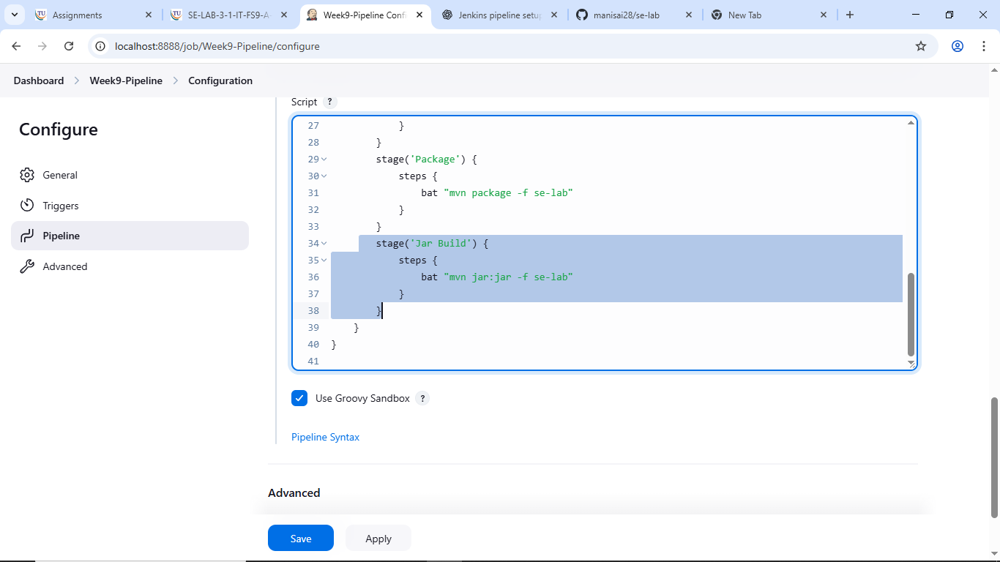 Assignments
SE-LAB-3-1-IT-FS9-A-
Week9-Pipeline Confi
Jenkins pipeline setup
manisai28/se-lab
New Tab
localhost:8888/job/Week9-Pipeline/configure
Dashboard > Week9-Pipeline > Configuration
Configure
General
Triggers
Pipeline
Advanced
Script ?
27 }
28 }
29 stage('Package') {
30 steps {
31 bat "mvn package -f se-lab"
32 }
33 }
34 stage('Jar Build') {
35 steps {
36 bat "mvn jar:jar -f se-lab"
37 }
38 }
39 }
40 }
41
Use Groovy Sandbox ?
Pipeline Syntax
Advanced
Save
Apply